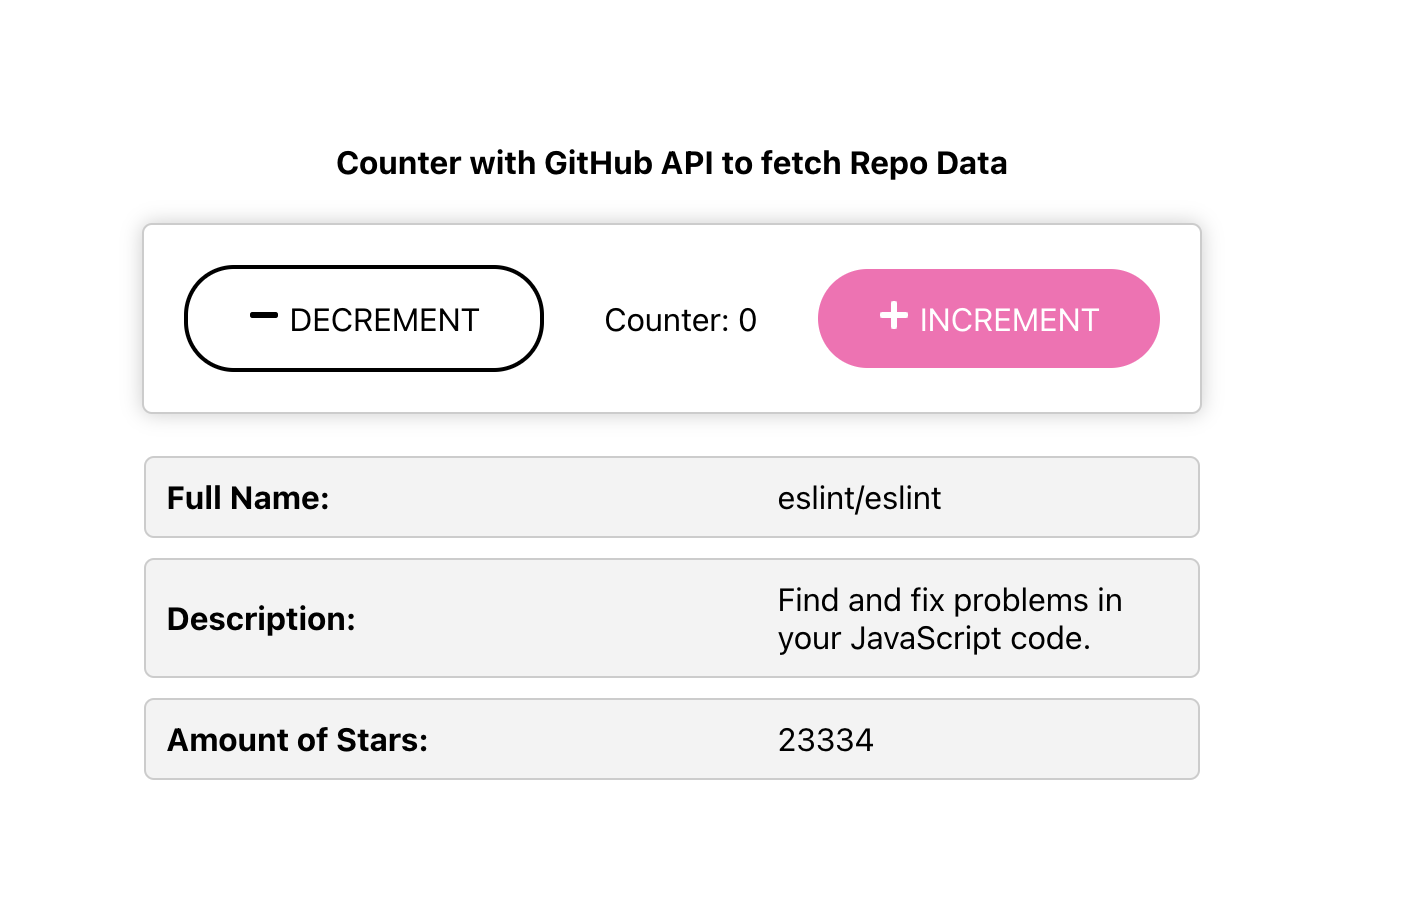 Counter with GitHub API to fetch Repo Data
DECREMENT
Counter: 0
INCREMENT
Full Name:
eslint/eslint
Description:
Find and fix problems in
your JavaScript code.
Amount of Stars:
23334